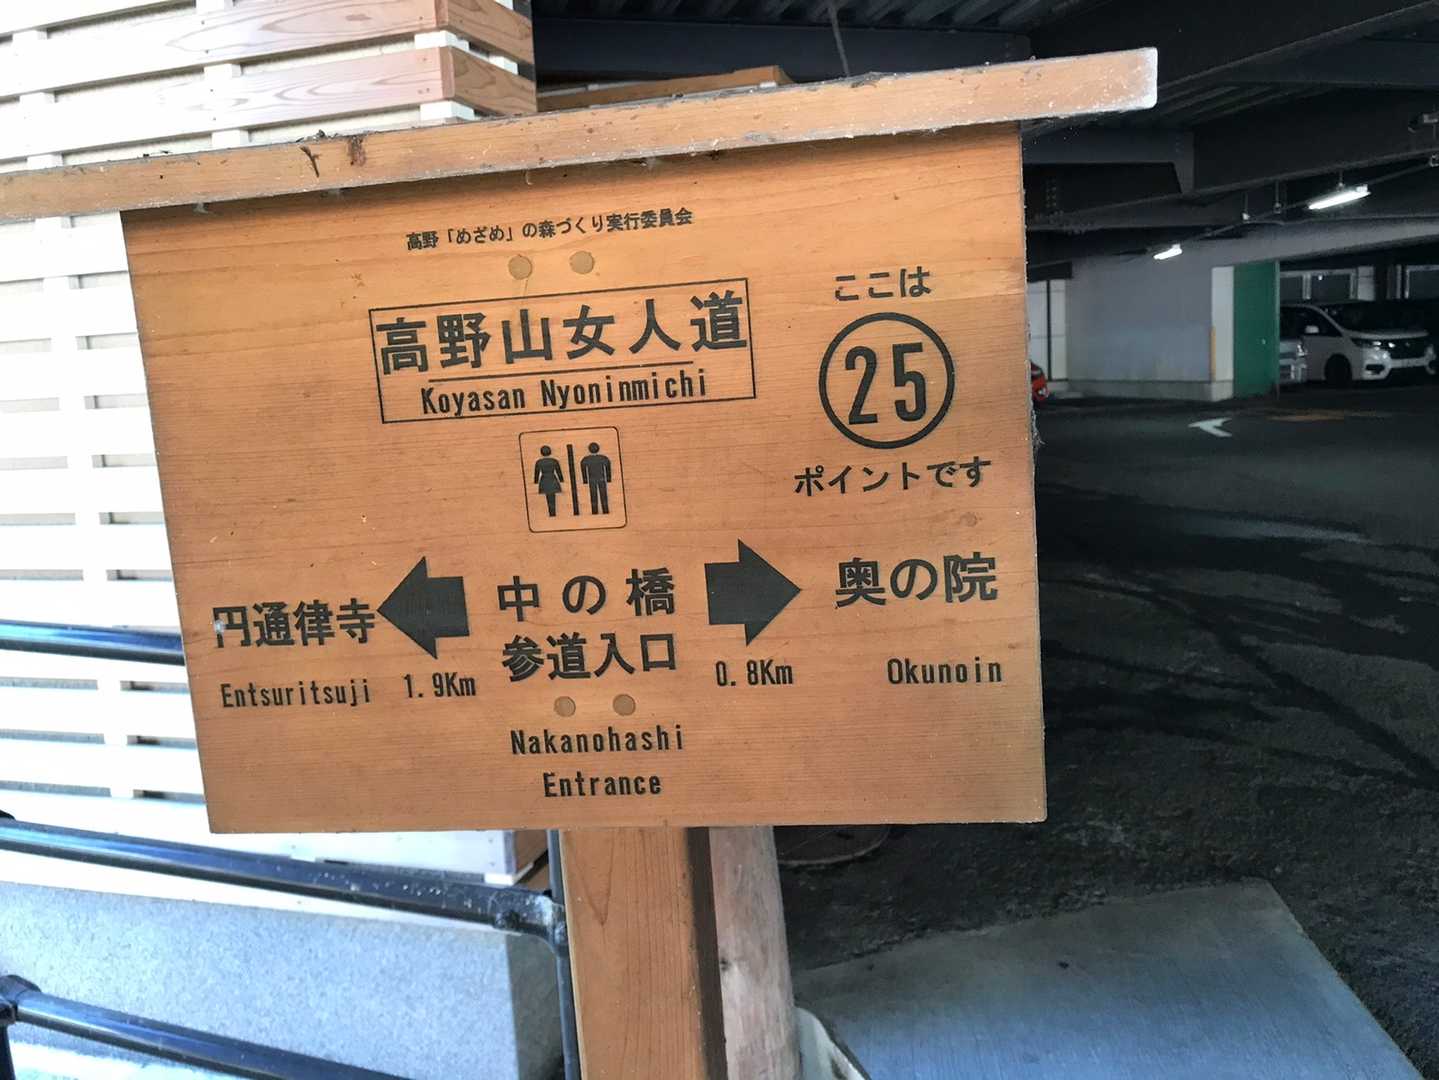 高野「めざめ」の森づくり実行委員会
高野山女人道
Koyasan Nyoninmichi
ここは
25
ポイントです
円通律寺
Entsuritsuji 1.9Km
中の橋
参道入口
Nakanohashi
Entrance
奥の院
0.8Km Okunoin